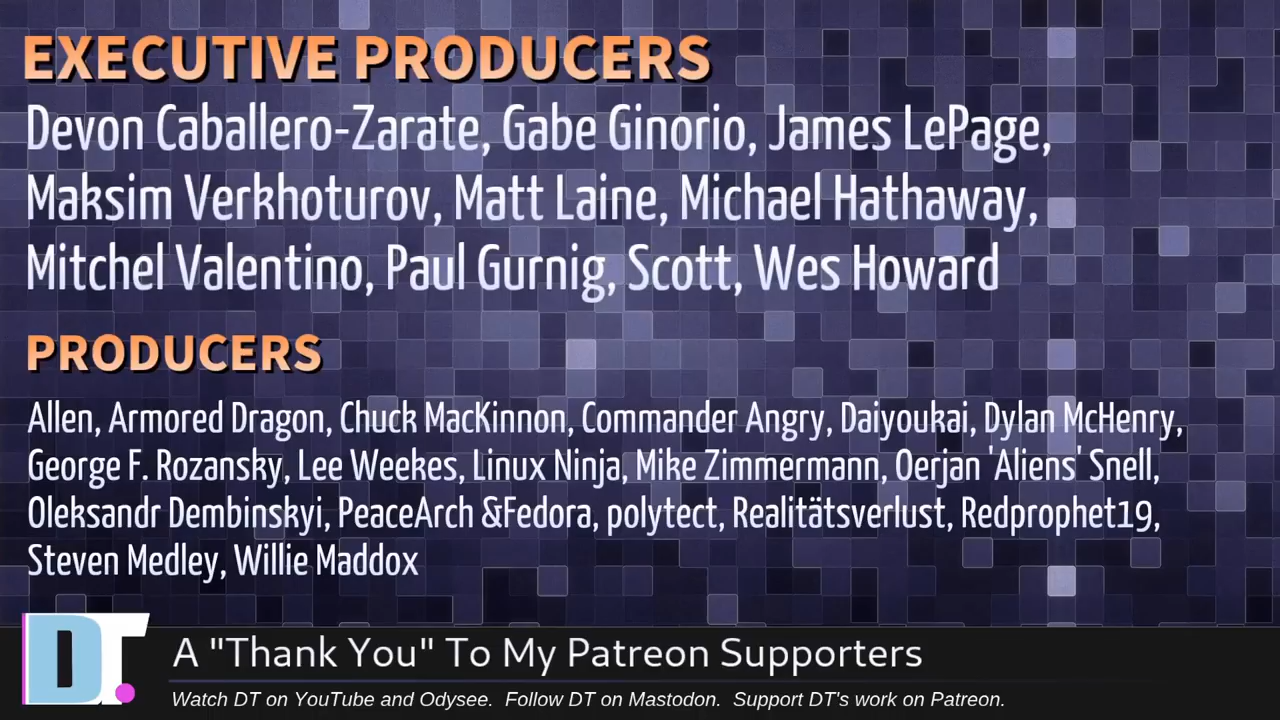 EXECUTIVE PRODUCERS
Devon Caballero-Zarate, Gabe Ginorio, James LePage,
Maksim Verkhoturov, Matt Laine, Michael Hathaway,
Mitchel Valentino, Paul Gurnig, Scott, Wes Howard
PRODUCERS
Allen, Armored Dragon, Chuck MacKinnon, Commander Angry, Daiyoukai, Dylan McHenry,
George F. Rozansky, Lee Weekes, Linux Ninja, Mike Zimmermann, Oerjan 'Aliens' Snell,
Oleksandr Dembinskyi, PeaceArch &Fedora, polytect, Realitätsverlust, Redprophet19,
Steven Medley, Willie Maddox
DT.
A "Thank You" To My Patreon Supporters
Watch DT on YouTube and Odysee.  Follow DT on Mastodon.  Support DT's work on Patreon.